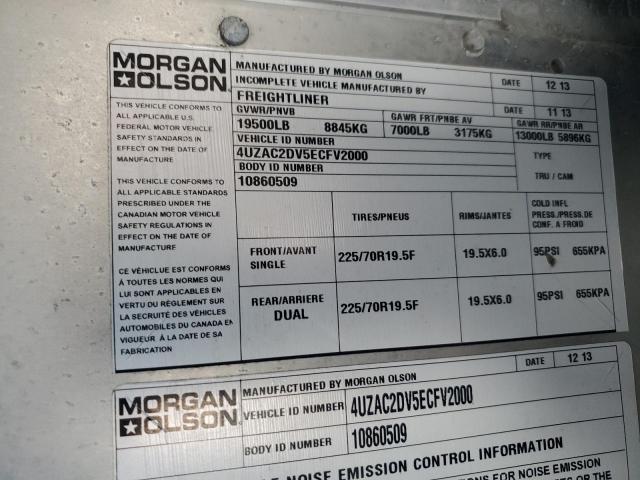 MORGAN
OLSON
MANUFACTURED BY MORGAN OLSON DATE 12 13
INCOMPLETE VEHICLE MANUFACTURED BY
FREIGHTLINER DATE 11 13
GVWR/PNVB GAWR FRT/PNBE AV GAWR RR/PNBE AR
19500LB 8845KG 7000LB 3175KG 13000LB 5896KG
VEHICLE ID NUMBER
4UZAC2DV5ECFV2000 TYPE
BODY ID NUMBER
10860509 TRU / CAM
THIS VEHICLE CONFORMS TO
ALL APPLICABLE U.S.
FEDERAL MOTOR VEHICLE
SAFETY STANDARDS IN
EFFECT ON THE DATE OF
MANUFACTURE
THIS VEHICLE CONFORMS TO
ALL APPLICABLE STANDARDS
PRESCRIBED UNDER THE
CANADIAN MOTOR VEHICLE
SAFETY REGULATIONS IN
EFFECT ON THE DATE OF
MANUFACTURE
CE VÉHICLUE EST CONFORMS
À TOUTES LES NORMES QUI
LUI SONT APPLICABLES EN
VERTU DU RÈGLEMENT SUR
LA SECRUITÉ DES VÉHICLES
AUTOMOBILES DU CANADA EN
VIGUEUR À LA DATE DE SA
FABRICATION
TIRES/PNEUS RIMS/JANTES COLD INFL
PRESS./PRESS.DE
CONF. A FROID
FRONT/AVANT
SINGLE 225/70R19.5F 19.5X6.0 95PSI 655KPA
REAR/ARRIERE
DUAL 225/70R19.5F 19.5X6.0 95PSI 655KPA
MORGAN
OLSON
MANUFACTURED BY MORGAN OLSON DATE 12 13
VEHICLE ID NUMBER 4UZAC2DV5ECFV2000
BODY ID NUMBER 10860509
NOISE EMISSION CONTROL INFORMATION
FOR NOISE EMISSION
OR THE